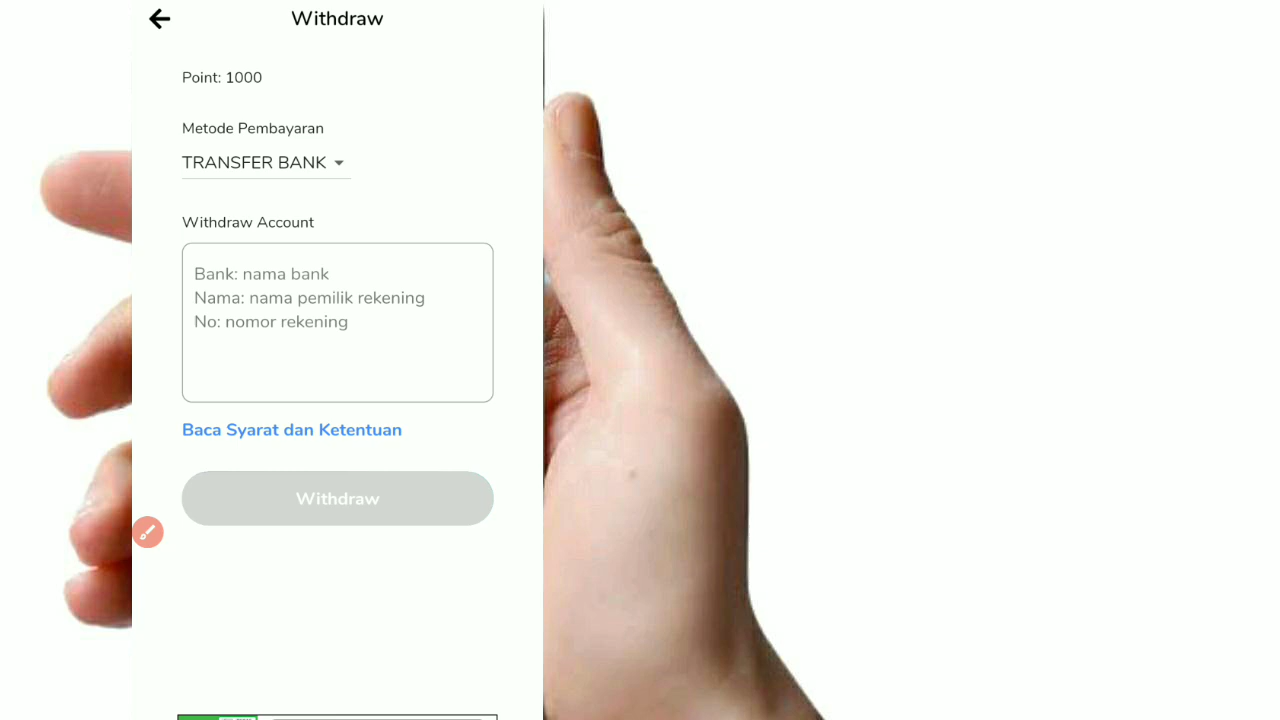 Withdraw
Point: 1000
Metode Pembayaran
TRANSFER BANK
Withdraw Account
Bank: nama bank
Nama: nama pemilik rekening
No: nomor rekening
Baca Syarat dan Ketentuan
Withdraw